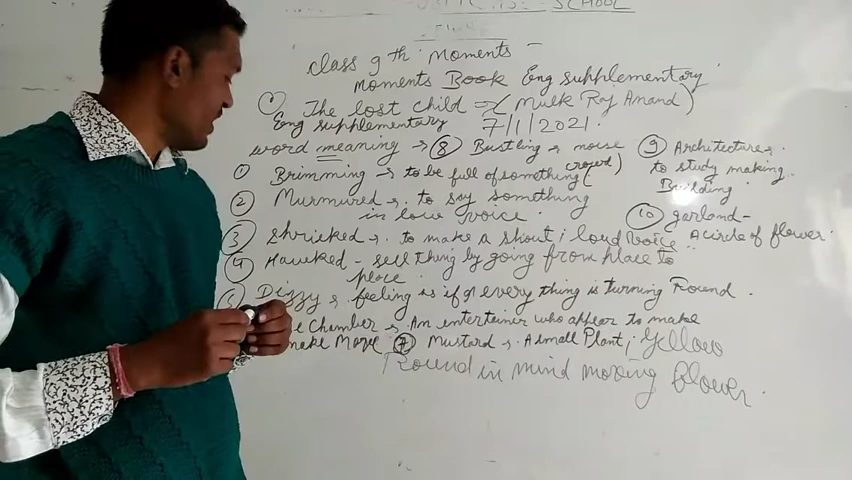 SCHOOL
class 9th moments -
Moments Book Eng supplementary
① The lost child => (Mulk Raj Anand)
Eng supplementary 7/1/2021.
word meaning → ⑧ Bustling → noise (crowd)
① Brimming → to be full of something
② Murmured → to say something
in low voice.
③ Shrieked → to make a shout; loud voice
④ Hawked - sell thing by going from place to
place
Dizzy → feeling as if every thing is turning Round.
Chamber → An entertainer who appear to make
make Move ⑦ Mustard → A small Plant; yellow
Round in mind moving flower
⑨ Architecture →
to study making
Building
⑩ garland -
A circle of flower.